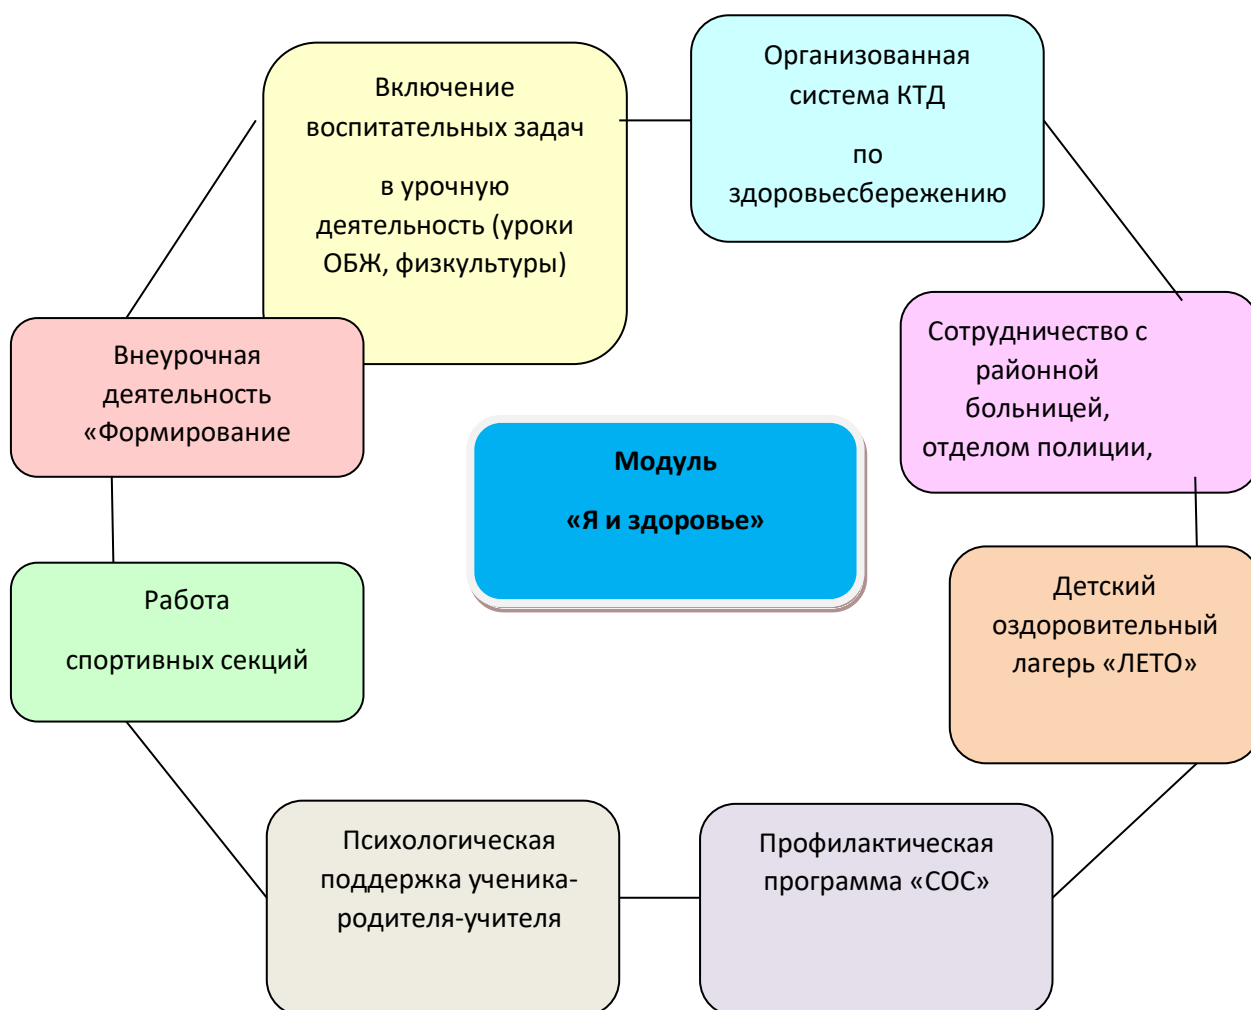 Включение
воспитательных задач
в урочную
деятельность (уроки
ОБЖ, физкультуры)
Организованная
система КТД
по
здоровьесбережению
Внеурочная
деятельность
«Формирование
Сотрудничество с
районной
больницей,
отделом полиции,
Модуль
«Я и здоровье»
Работа
спортивных секций
Детский
оздоровительный
лагерь «ЛЕТО»
Психологическая
поддержка ученика-
родителя-учителя
Профилактическая
программа «СОС»